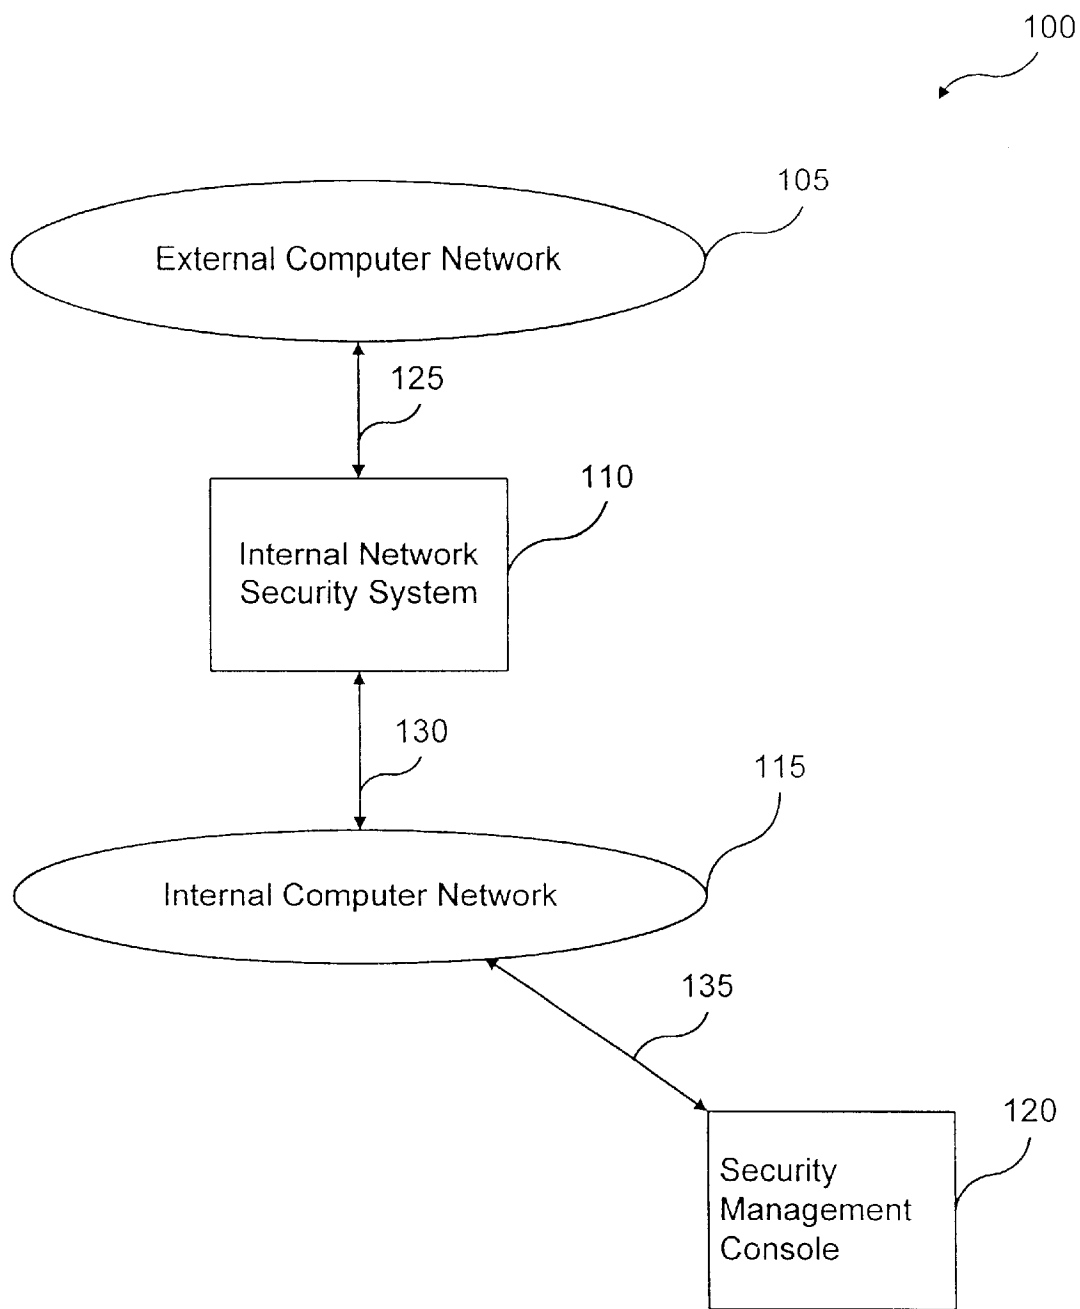 100
105
External Computer Network
125
110
Internal Network
Security System
130
115
Internal Computer Network
135
120
Security
Management
Console